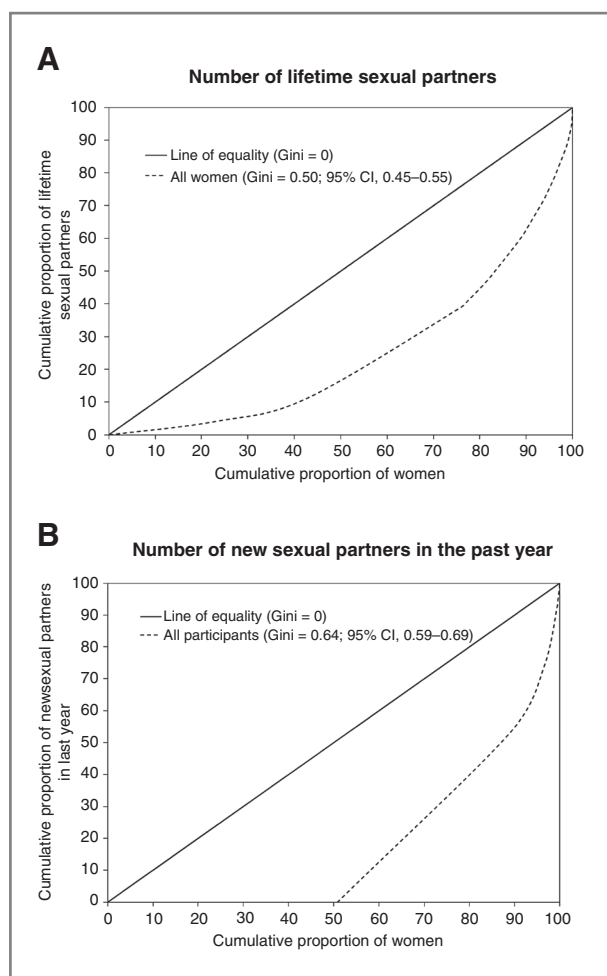 A
Number of lifetime sexual partners
Cumulative proportion of lifetime
sexual partners
100
90
80
70
60
50
40
30
20
10
0
Line of equality (Gini = 0)
All women (Gini = 0.50; 95% CI, 0.45–0.55)
0 10 20 30 40 50 60 70 80 90 100
Cumulative proportion of women
B
Number of new sexual partners in the past year
Cumulative proportion of newsexual partners
in last year
100
90
80
70
60
50
40
30
20
10
0
Line of equality (Gini = 0)
All participants (Gini = 0.64; 95% CI, 0.59–0.69)
0 10 20 30 40 50 60 70 80 90 100
Cumulative proportion of women